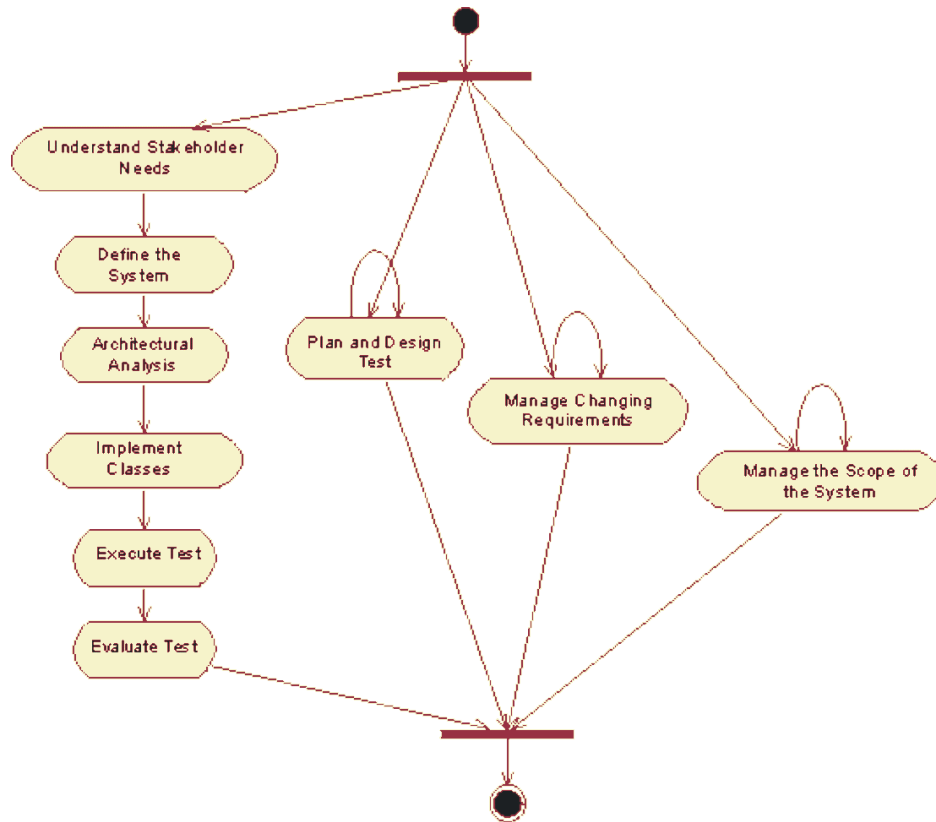 Understand Stakeholder
Needs
Define the
System
Architectural
Analysis
Implement
Classes
Execute Test
Evaluate Test
Plan and Design
Test
Manage Changing
Requirements
Manage the Scope of
the System